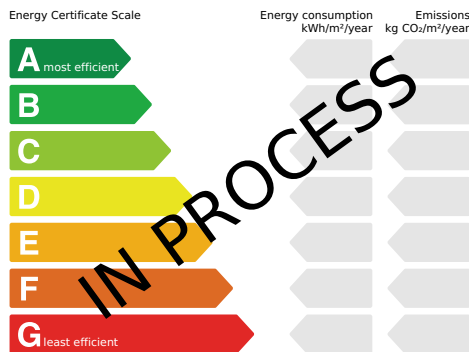 Energy Certificate Scale
Energy consumption
kWh/m²/year
Emissions
kg CO₂/m²/year
A most efficient
B
C
D
E
F
G least efficient
IN PROCESS